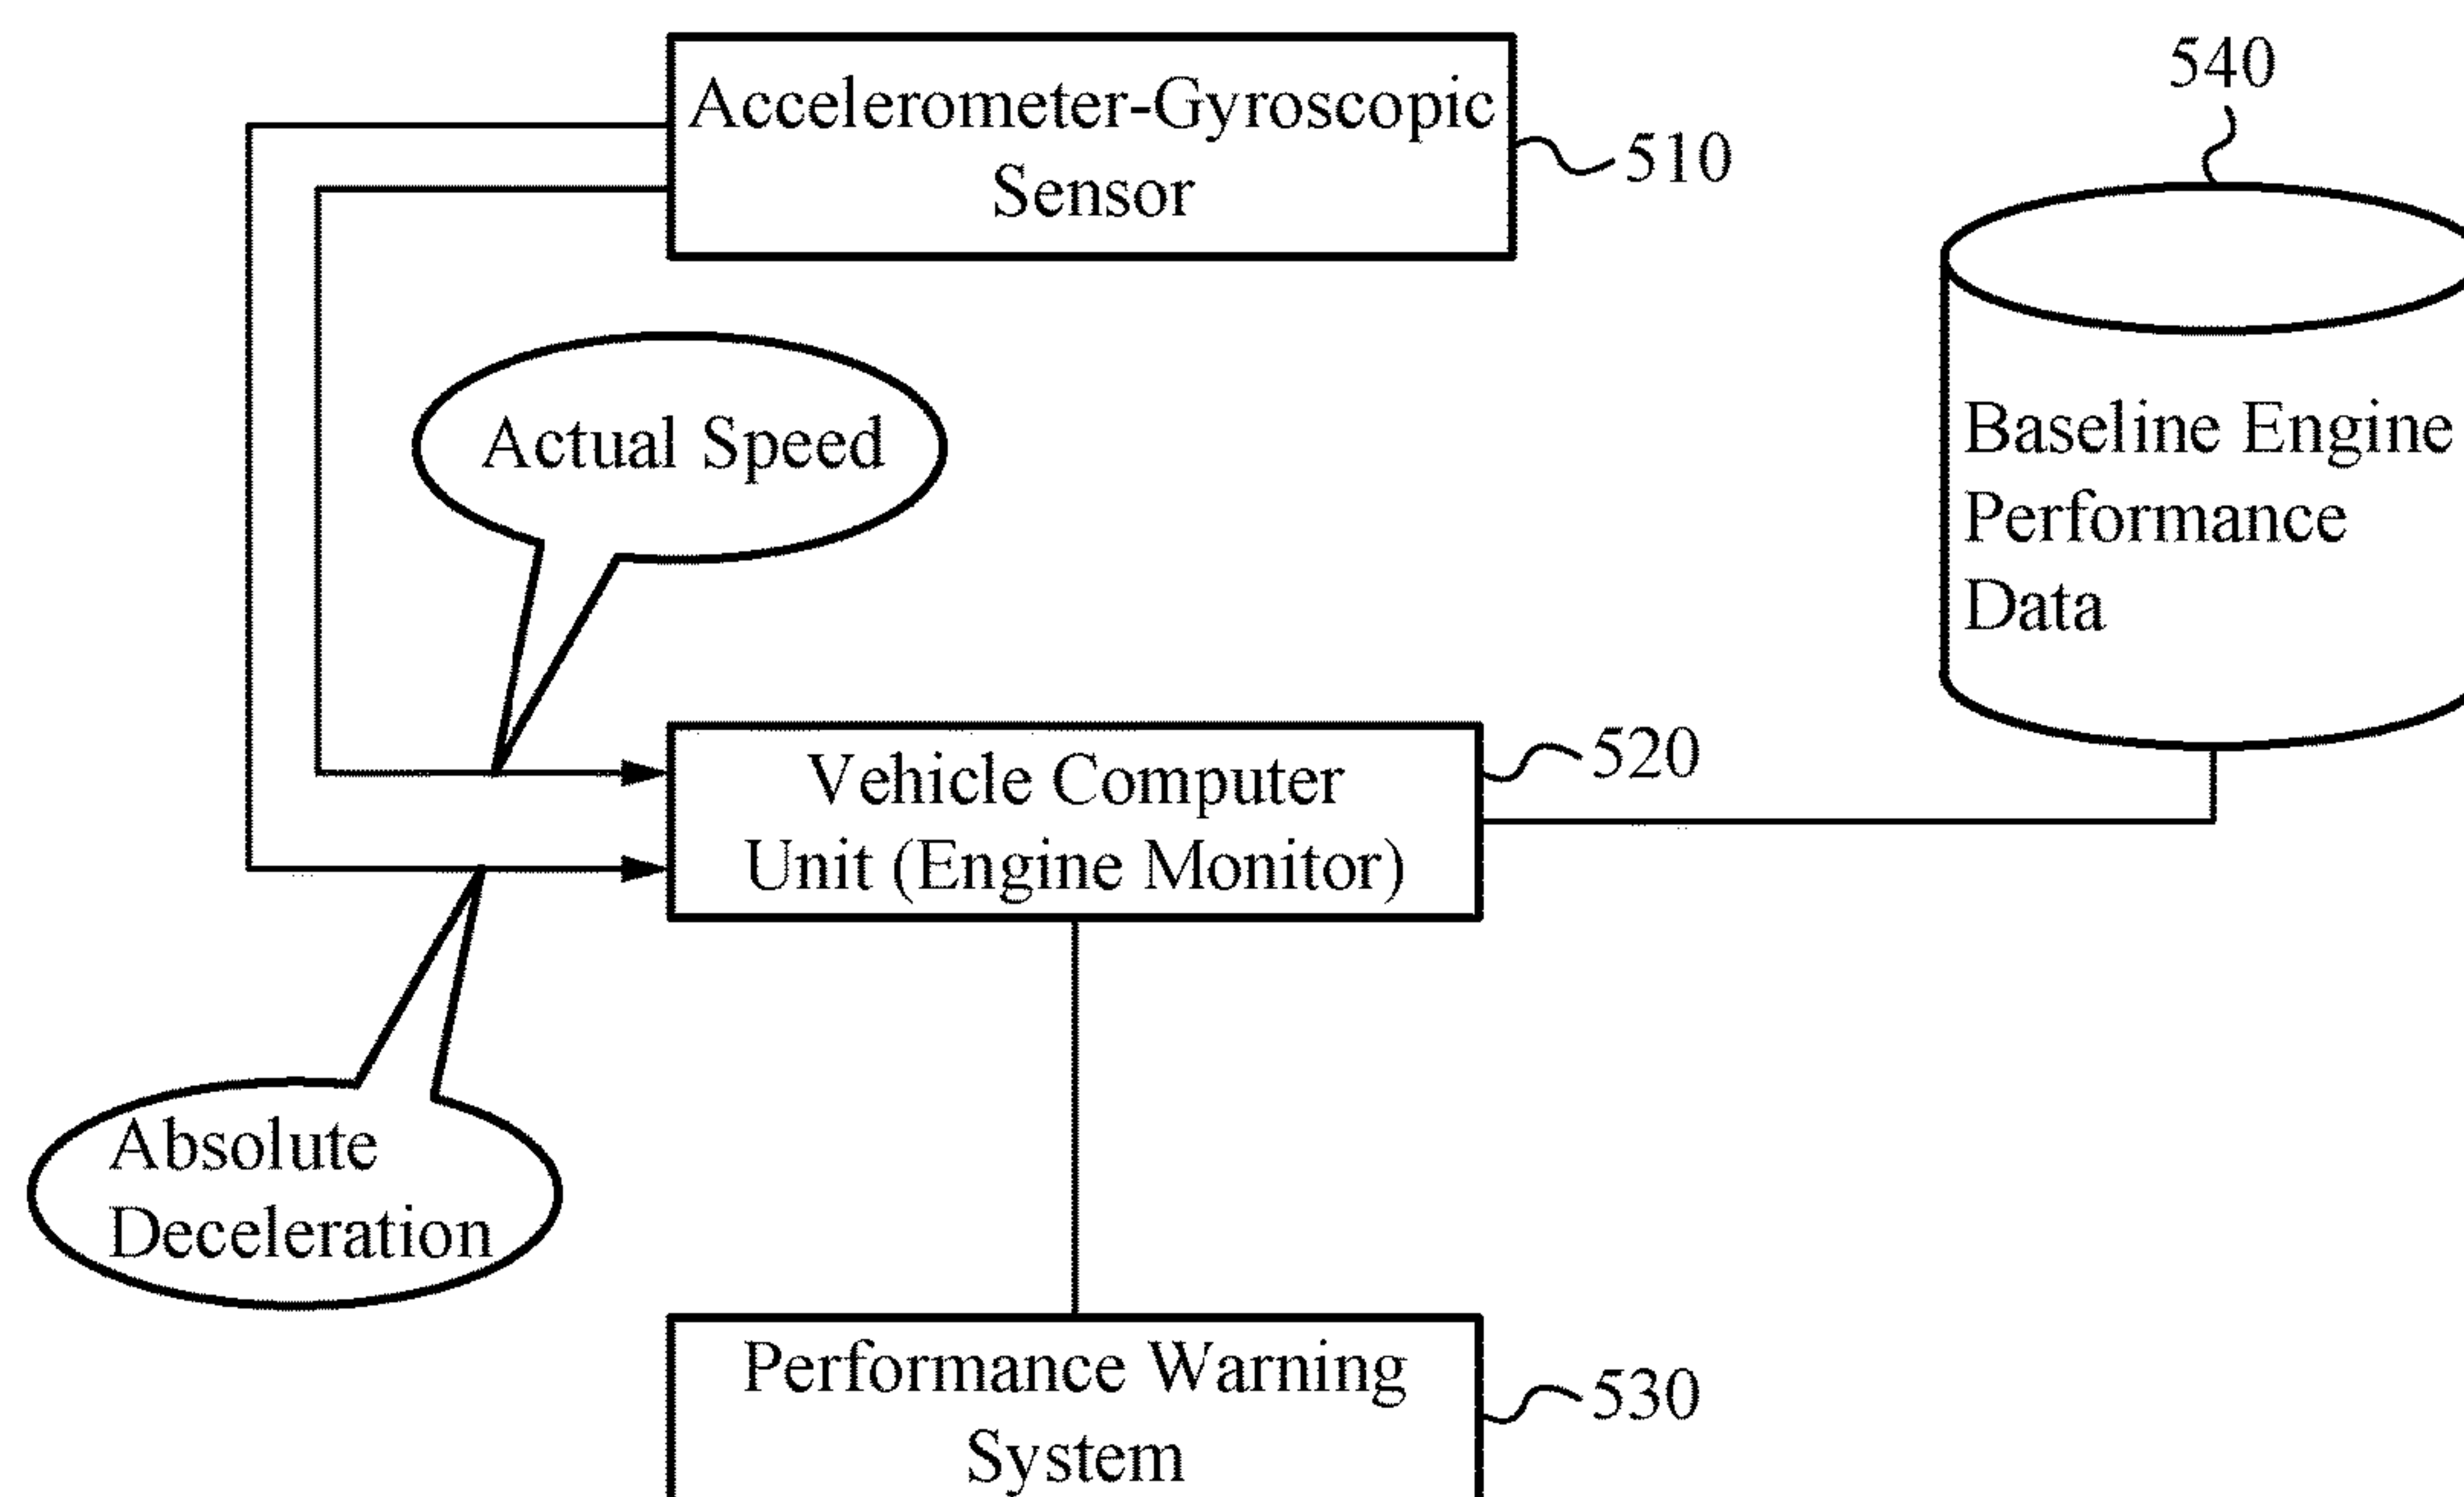 Accelerometer-Gyroscopic
Sensor
510
540
Actual Speed
Baseline Engine
Performance
Data
Vehicle Computer
Unit (Engine Monitor)
520
Absolute
Deceleration
Performance Warning
System
530